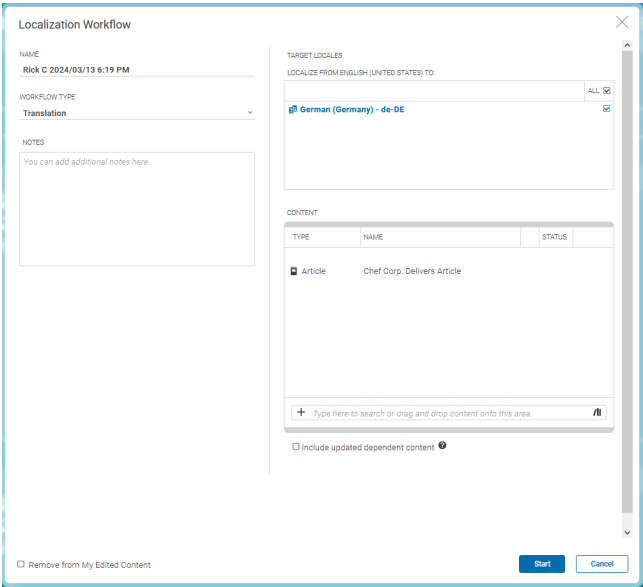 Localization Workflow
NAME
Rick C 2024/03/13 6:19 PM
WORKFLOW TYPE
Translation
NOTES
You can add additional notes here.
TARGET LOCALES
LOCALIZE FROM ENGLISH (UNITED STATES) TO:
ALL
German (Germany) - de-DE
CONTENT
TYPE NAME STATUS
Article Chef Corp. Delivers Article
Type here to search or drag and drop content onto this area.
Include updated dependent content ?
Remove from My Edited Content
Start Cancel